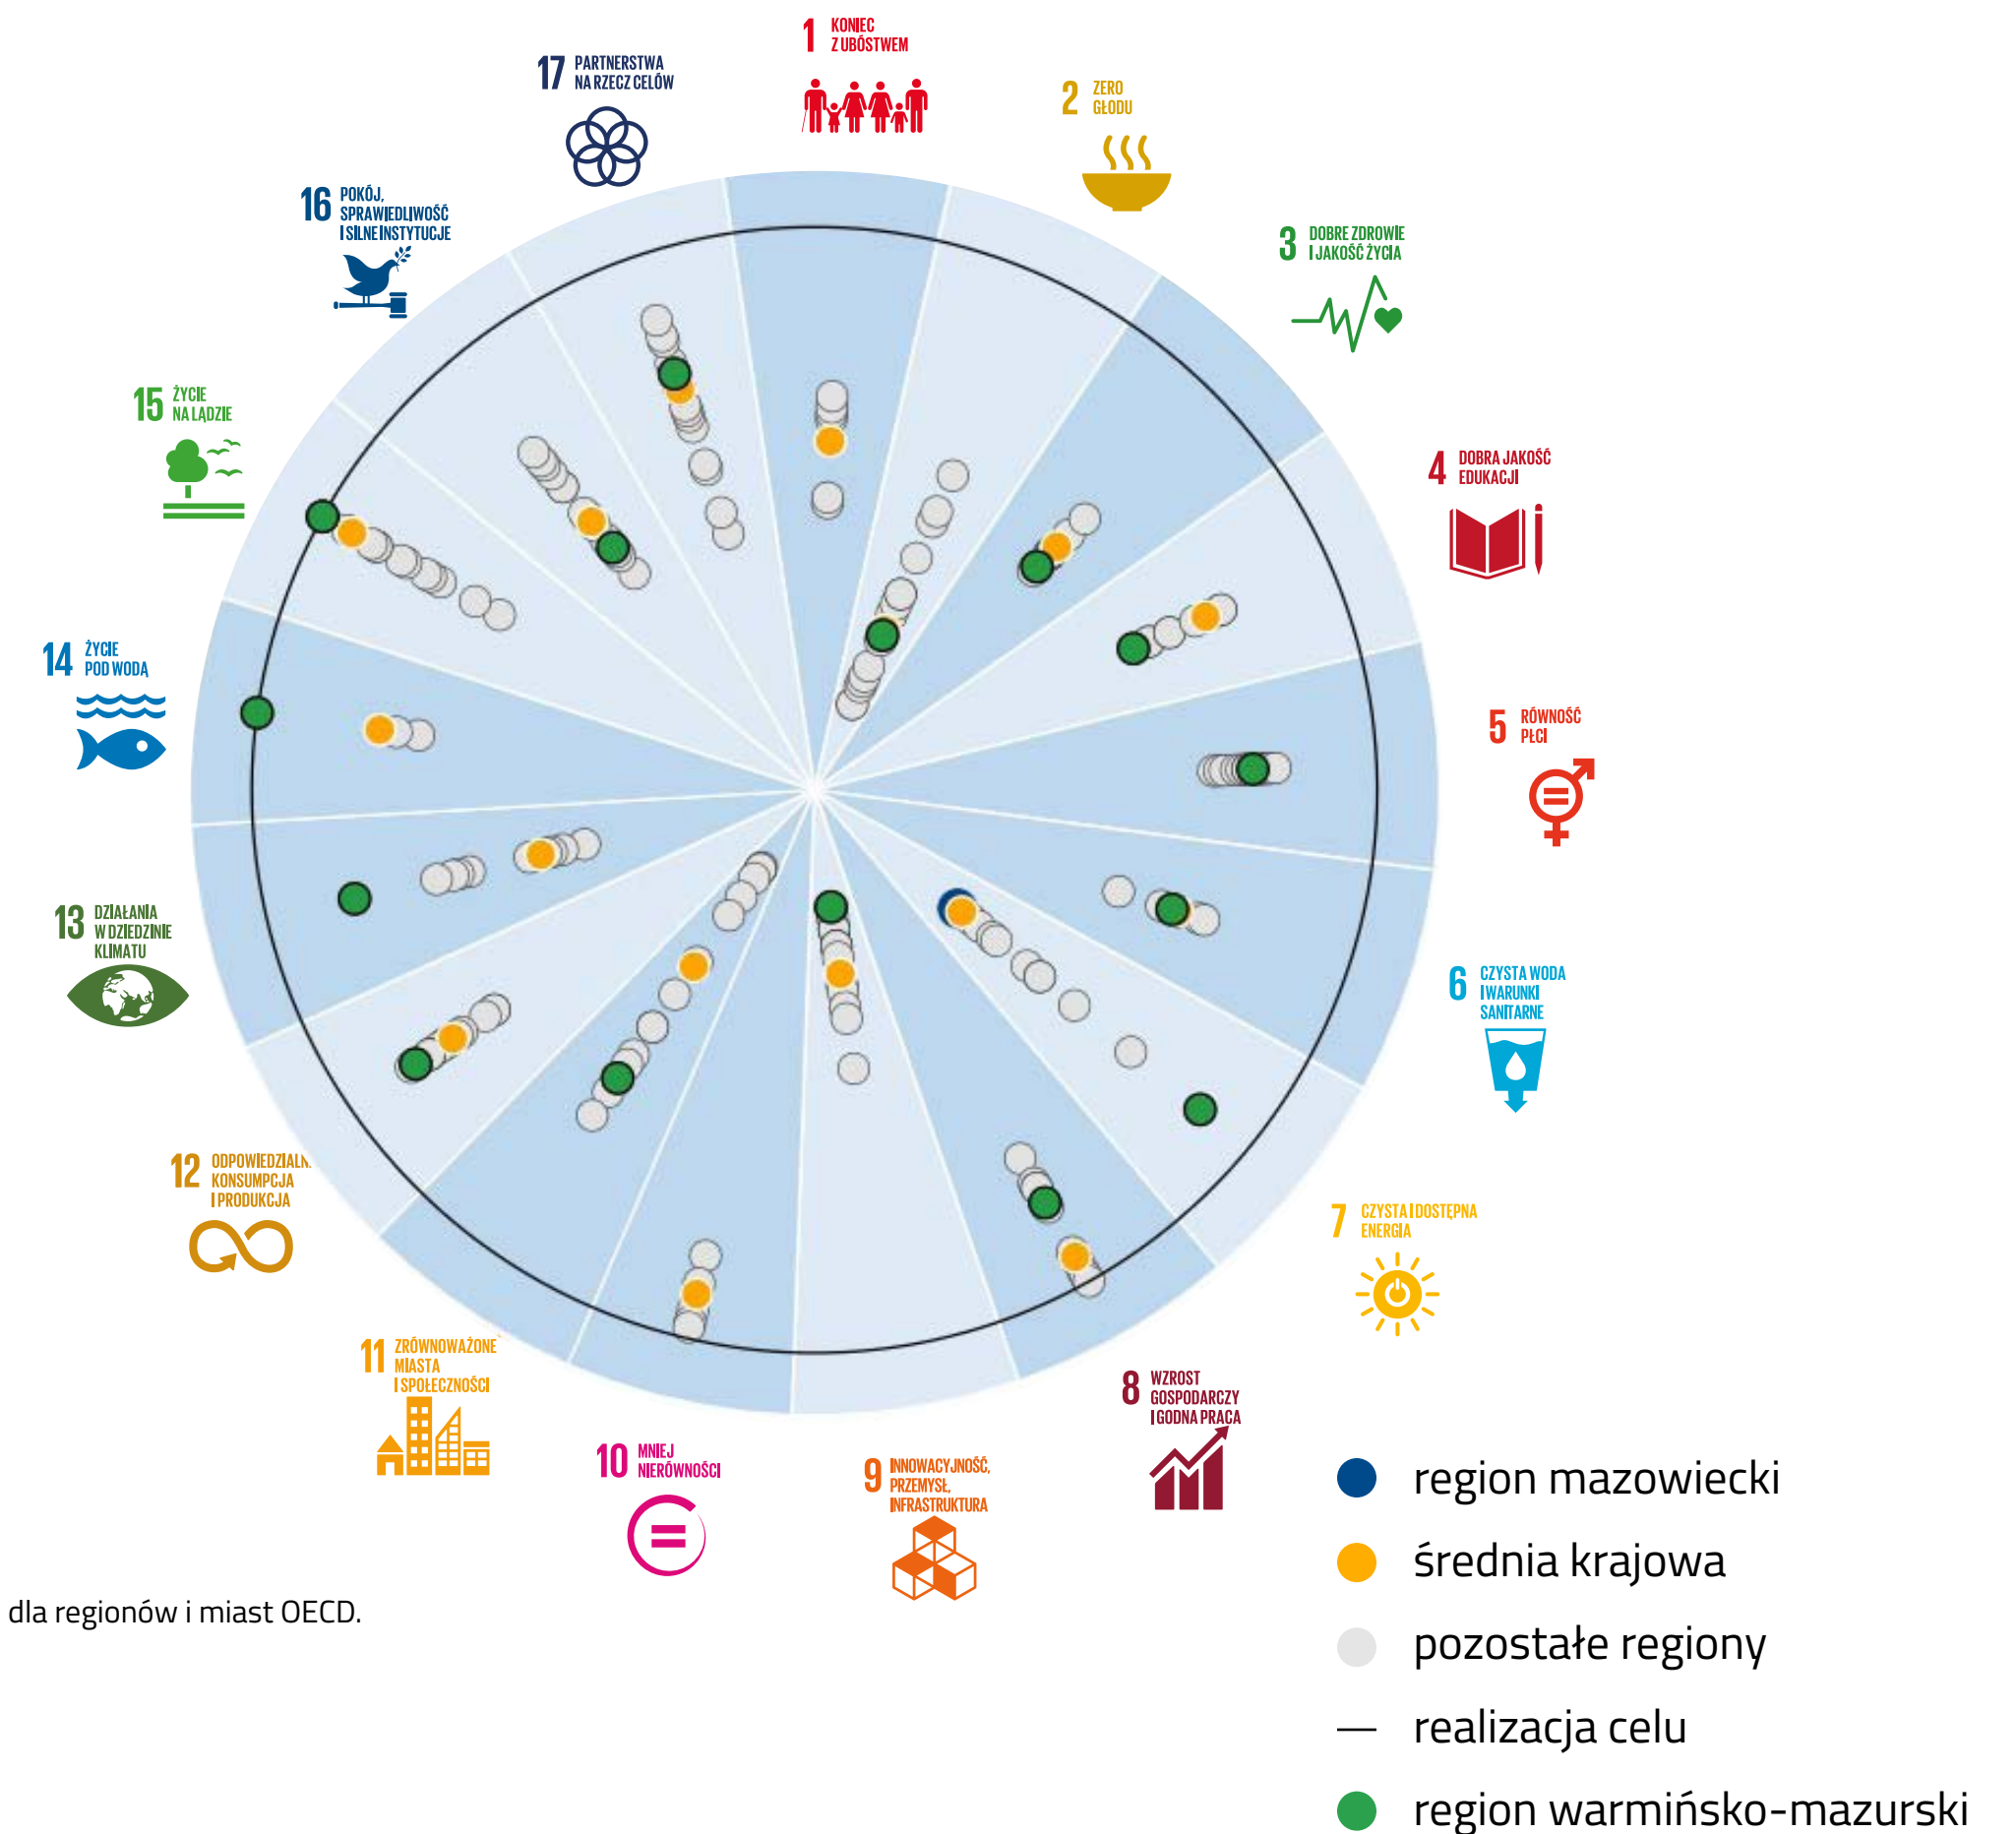 1 KONIEC
Z UBÓSTWEM
17 PARTNERSTWA
NA RZECZ CELÓW
2 ZERO
GŁODU
16 POKÓJ,
SPRAWIEDLIWOŚĆ
I SILNE INSTYTUCJE
3 DOBRE ZDROWIE
I JAKOŚĆ ŻYCIA
15 ŻYCIE
NA LĄDZIE
4 DOBRA JAKOŚĆ
EDUKACJI
14 ŻYCIE
POD WODĄ
5 RÓWNOŚĆ
PŁCI
13 DZIAŁANIA
W DZIEDZINIE
KLIMATU
6 CZYSTA WODA
I WARUNKI
SANITARNE
12 ODPOWIEDZIALN.
KONSUMPCJA
I PRODUKCJA
7 CZYSTA I DOSTĘPNA
ENERGIA
11 ZRÓWNOWAŻONE
MIASTA
I SPOŁECZNOŚCI
8 WZROST
GOSPODARCZY
I GODNA PRACA
10 MNIEJ
NIERÓWNOŚCI
9 INNOWACYJNOŚĆ,
PRZEMYSŁ,
INFRASTRUKTURA
region mazowiecki
średnia krajowa
dla regionów i miast OECD.
pozostałe regiony
realizacja celu
region warmińsko-mazurski